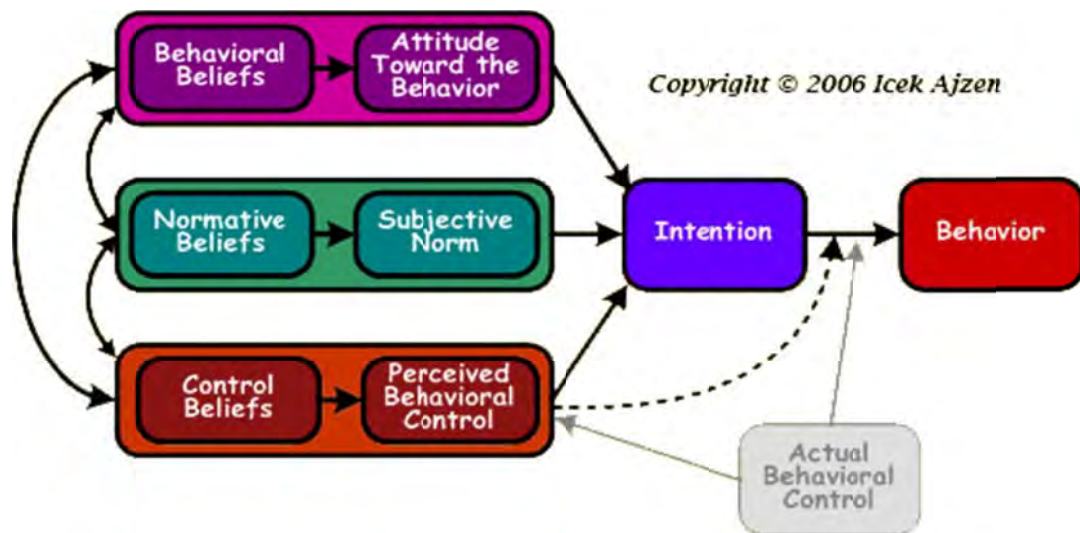 Behavioral
Beliefs
Attitude
Toward the
Behavior
Copyright © 2006 Icek Ajzen
Normative
Beliefs
Subjective
Norm
Intention
Behavior
Control
Beliefs
Perceived
Behavioral
Control
Actual
Behavioral
Control